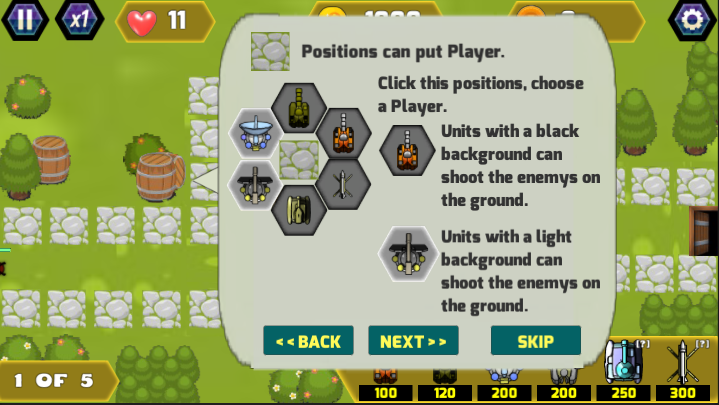 x1
11
Positions can put Player.
Click this positions, choose
a Player.
Units with a black
background can
shoot the enemys on
the ground.
Units with a light
background can
shoot the enemys on
the ground.
<< BACK
NEXT >>
SKIP
1 OF 5
[?]
[?]
100
120
200
200
250
300